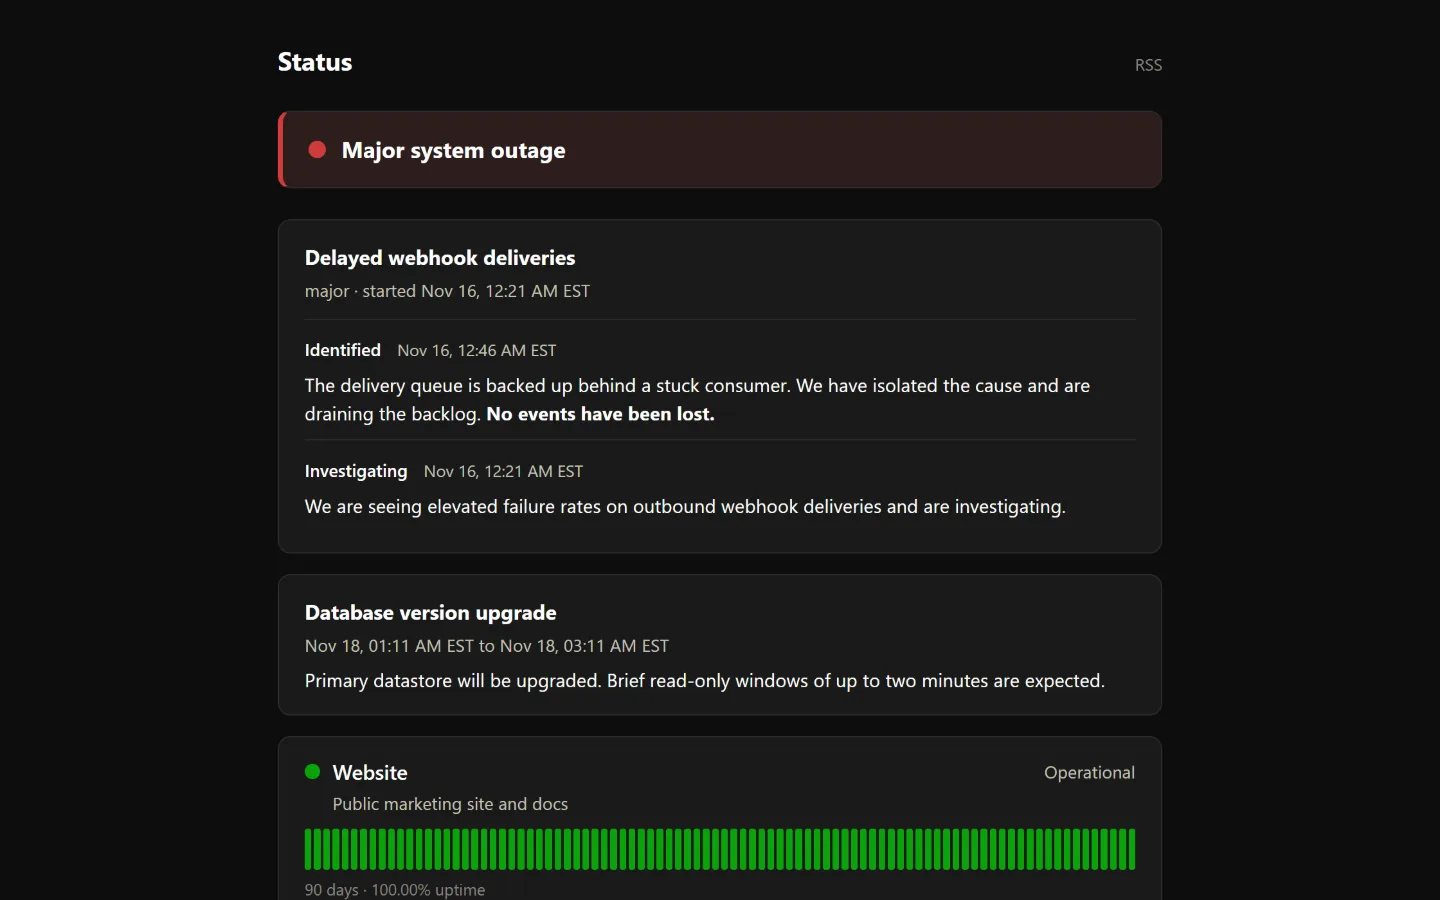 Status
RSS
Major system outage
Delayed webhook deliveries
major · started Nov 16, 12:21 AM EST
Identified Nov 16, 12:46 AM EST
The delivery queue is backed up behind a stuck consumer. We have isolated the cause and are
draining the backlog. No events have been lost.
Investigating Nov 16, 12:21 AM EST
We are seeing elevated failure rates on outbound webhook deliveries and are investigating.
Database version upgrade
Nov 18, 01:11 AM EST to Nov 18, 03:11 AM EST
Primary datastore will be upgraded. Brief read-only windows of up to two minutes are expected.
Website
Operational
Public marketing site and docs
90 days · 100.00% uptime